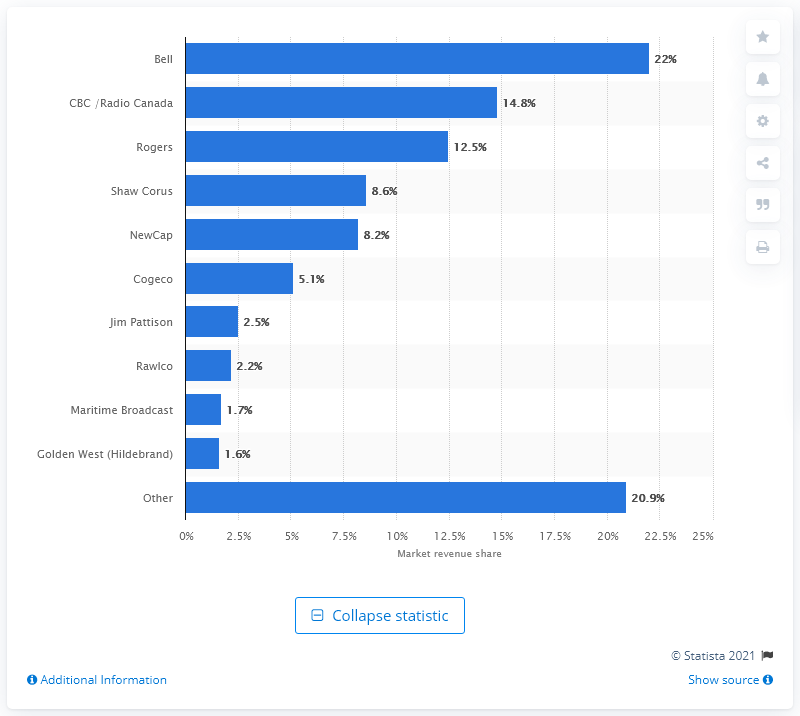 Bell 22%
CBC /Radio Canada 14.8%
Rogers 12.5%
Shaw Corus 8.6%
NewCap 8.2%
Cogeco 5.1%
Jim Pattison 2.5%
Rawlco 2.2%
Maritime Broadcast 1.7%
Golden West (Hildebrand) 1.6%
Other 20.9%
0% 2.5% 5% 7.5% 10% 12.5% 15% 17.5% 20% 22.5% 25%
Market revenue share
Collapse statistic
© Statista 2021
Additional Information Show source